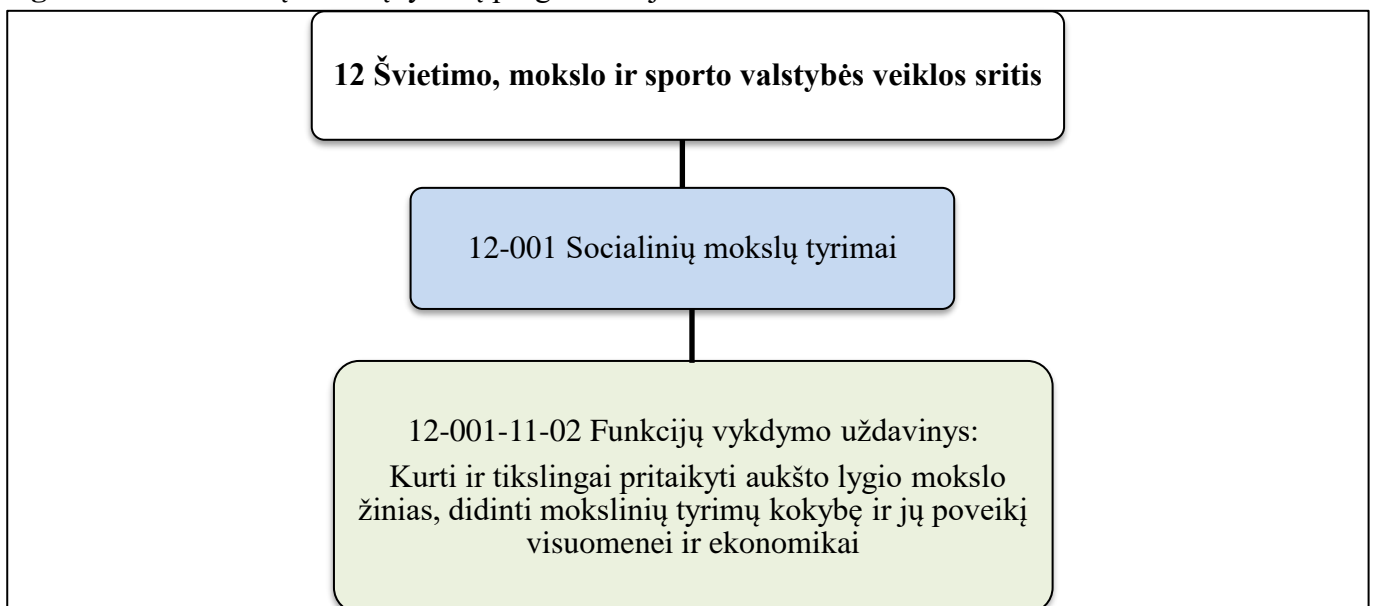 12 Švietimo, mokslo ir sporto valstybės veiklos sritis
12-001 Socialinių mokslų tyrimai
12-001-11-02 Funkcijų vykdymo uždavinys:
Kurti ir tikslingai pritaikyti aukšto lygio mokslo
žinias, didinti mokslinių tyrimų kokybę ir jų poveikį
visuomenei ir ekonomikai